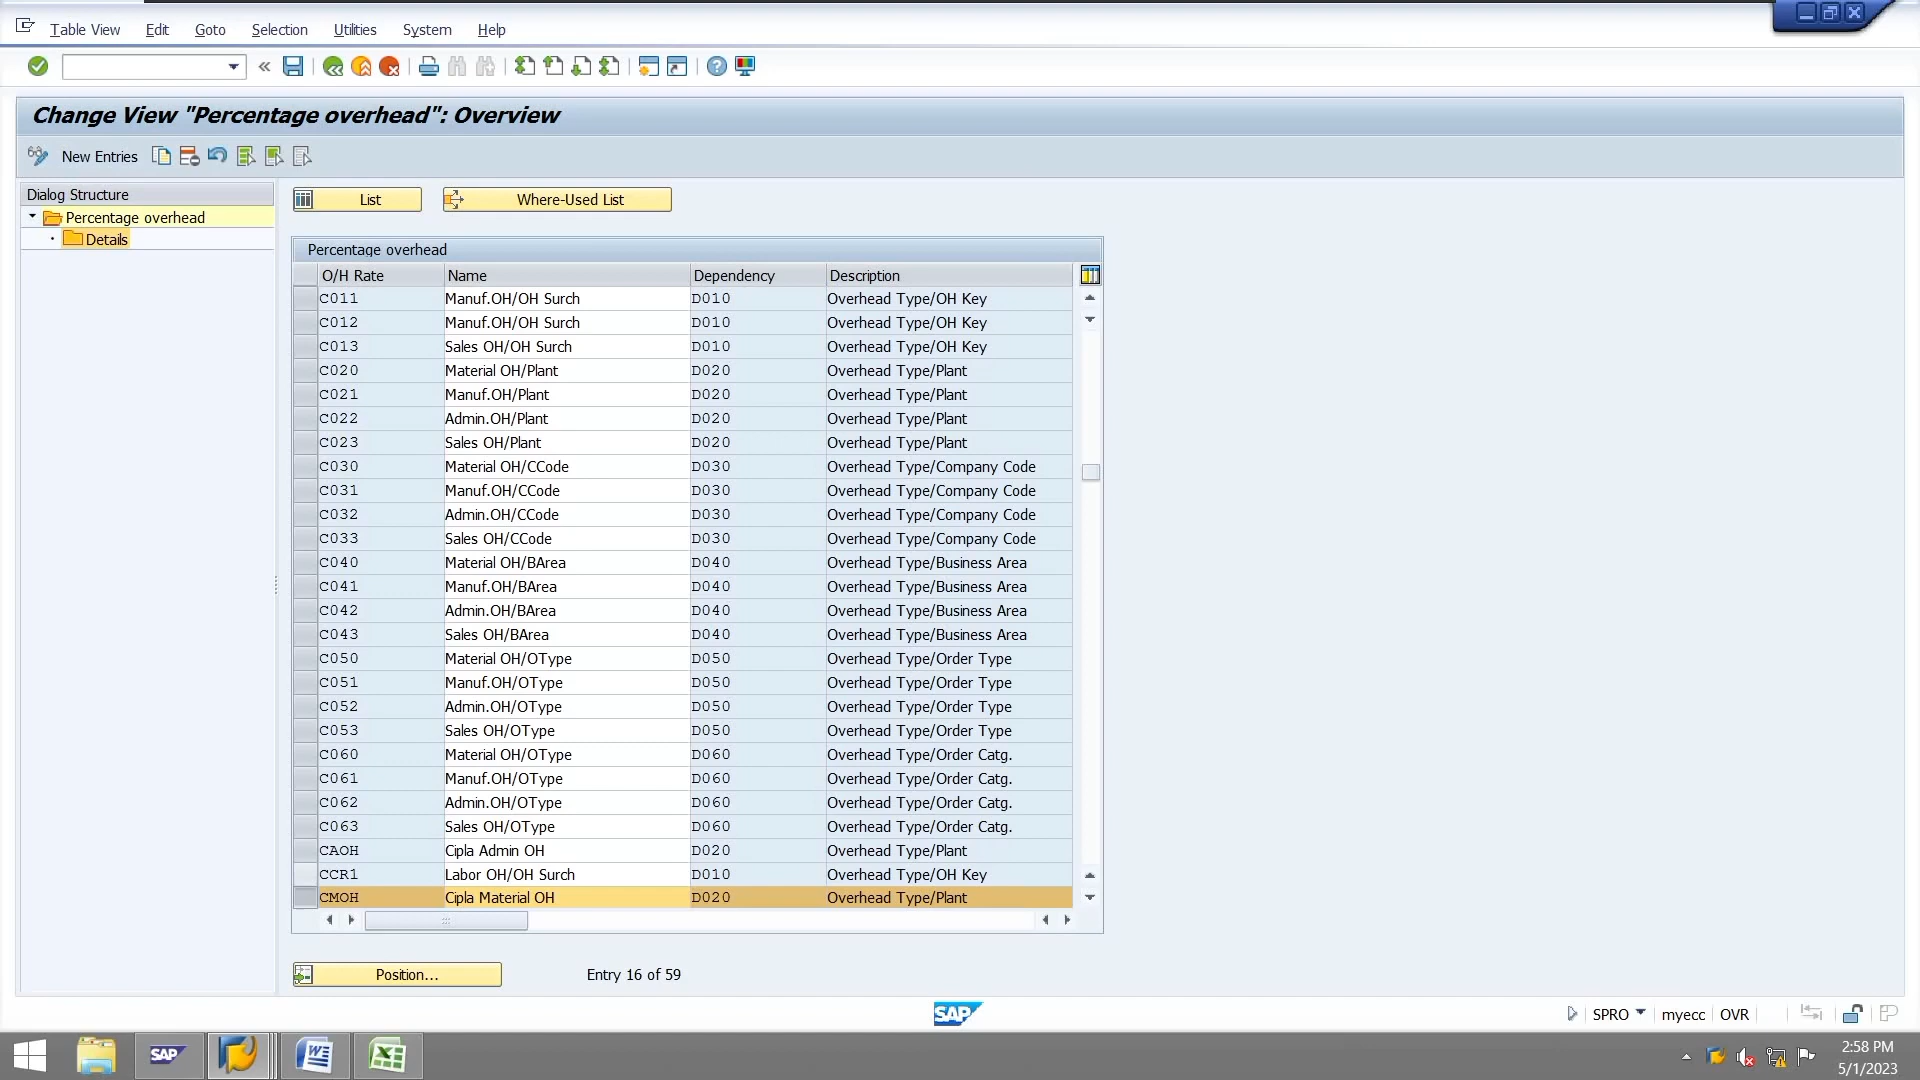 Table View Edit Goto Selection Utilities System Help
Change View "Percentage overhead": Overview
New Entries
Dialog Structure
Percentage overhead
Details
List Where-Used List
Percentage overhead
O/H Rate Name Dependency Description
C011 Manuf.OH/OH Surch D010 Overhead Type/OH Key
C012 Manuf.OH/OH Surch D010 Overhead Type/OH Key
C013 Sales OH/OH Surch D010 Overhead Type/OH Key
C020 Material OH/Plant D020 Overhead Type/Plant
C021 Manuf.OH/Plant D020 Overhead Type/Plant
C022 Admin.OH/Plant D020 Overhead Type/Plant
C023 Sales OH/Plant D020 Overhead Type/Plant
C030 Material OH/CCode D030 Overhead Type/Company Code
C031 Manuf.OH/CCode D030 Overhead Type/Company Code
C032 Admin.OH/CCode D030 Overhead Type/Company Code
C033 Sales OH/CCode D030 Overhead Type/Company Code
C040 Material OH/BArea D040 Overhead Type/Business Area
C041 Manuf.OH/BArea D040 Overhead Type/Business Area
C042 Admin.OH/BArea D040 Overhead Type/Business Area
C043 Sales OH/BArea D040 Overhead Type/Business Area
C050 Material OH/OType D050 Overhead Type/Order Type
C051 Manuf.OH/OType D050 Overhead Type/Order Type
C052 Admin.OH/OType D050 Overhead Type/Order Type
C053 Sales OH/OType D050 Overhead Type/Order Type
C060 Material OH/OType D060 Overhead Type/Order Catg.
C061 Manuf.OH/OType D060 Overhead Type/Order Catg.
C062 Admin.OH/OType D060 Overhead Type/Order Catg.
C063 Sales OH/OType D060 Overhead Type/Order Catg.
CAOH Cipla Admin OH D020 Overhead Type/Plant
CCR1 Labor OH/OH Surch D010 Overhead Type/OH Key
CMOH Cipla Material OH D020 Overhead Type/Plant
Position... Entry 16 of 59
SAP
SPRO myecc OVR
SAP
2:58 PM
5/1/2023